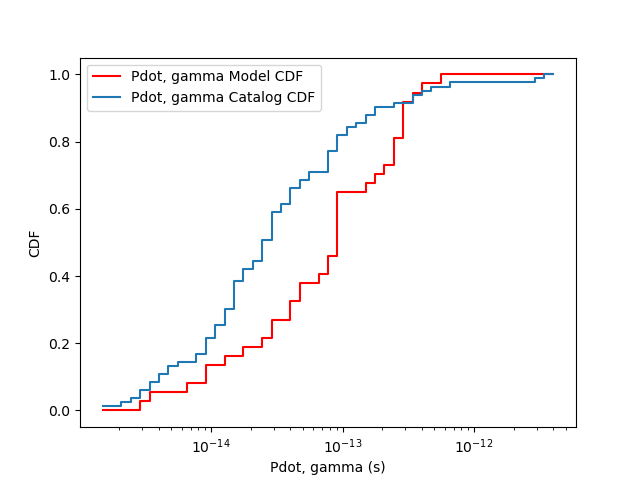 Pdot, gamma Model CDF
Pdot, gamma Catalog CDF
CDF
1.0
0.8
0.6
0.4
0.2
0.0
10⁻¹⁴ 10⁻¹³ 10⁻¹²
Pdot, gamma (s)